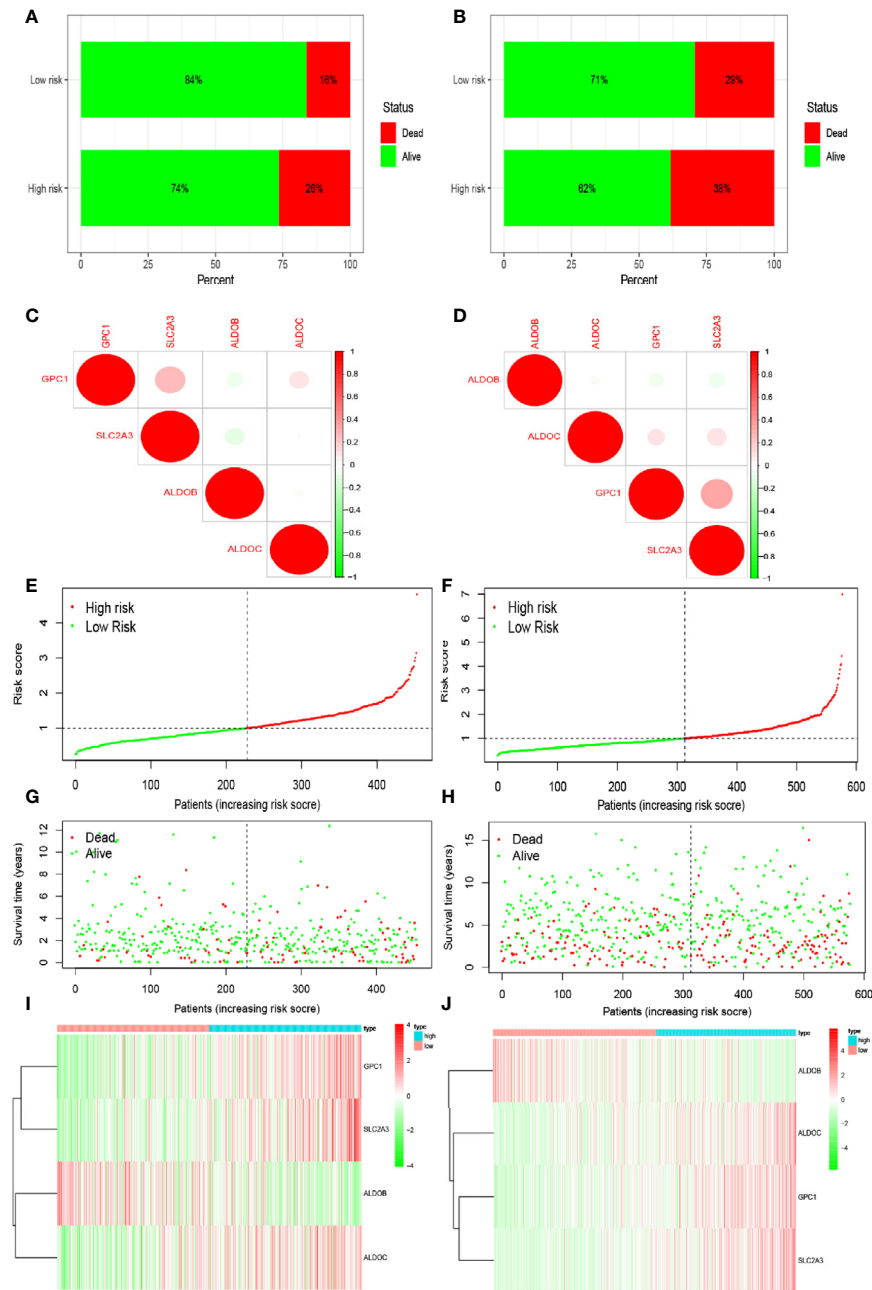 A
Low risk
84%
16%
High risk
74%
26%
0
25
50
75
100
Percent
Status
Dead
Alive
B
Low risk
71%
29%
High risk
62%
38%
0
25
50
75
100
Percent
Status
Dead
Alive
C
GPC1
SLC2A3
ALDOB
ALDOC
GPC1
SLC2A3
ALDOB
ALDOC
1
0.8
0.6
0.4
0.2
0
−0.2
−0.4
−0.6
−0.8
−1
D
ALDOB
ALDOC
GPC1
SLC2A3
ALDOB
ALDOC
GPC1
SLC2A3
1
0.8
0.6
0.4
0.2
0
−0.2
−0.4
−0.6
−0.8
−1
E
High risk
Low Risk
Risk score
4
3
2
1
0
100
200
300
400
Patients (increasing risk socre)
F
High risk
Low Risk
Risk score
7
6
5
4
3
2
1
0
100
200
300
400
500
600
Patients (increasing risk socre)
G
Dead
Alive
Survival time (years)
12
10
8
6
4
2
0
0
100
200
300
400
Patients (increasing risk socre)
H
Dead
Alive
Survival time (years)
15
10
5
0
0
100
200
300
400
500
600
Patients (increasing risk socre)
I
type
GPC1
SLC2A3
ALDOB
ALDOC
4
2
0
−2
−4
type
high
low
J
type
ALDOB
ALDOC
GPC1
SLC2A3
4
2
0
−2
−4
type
high
low